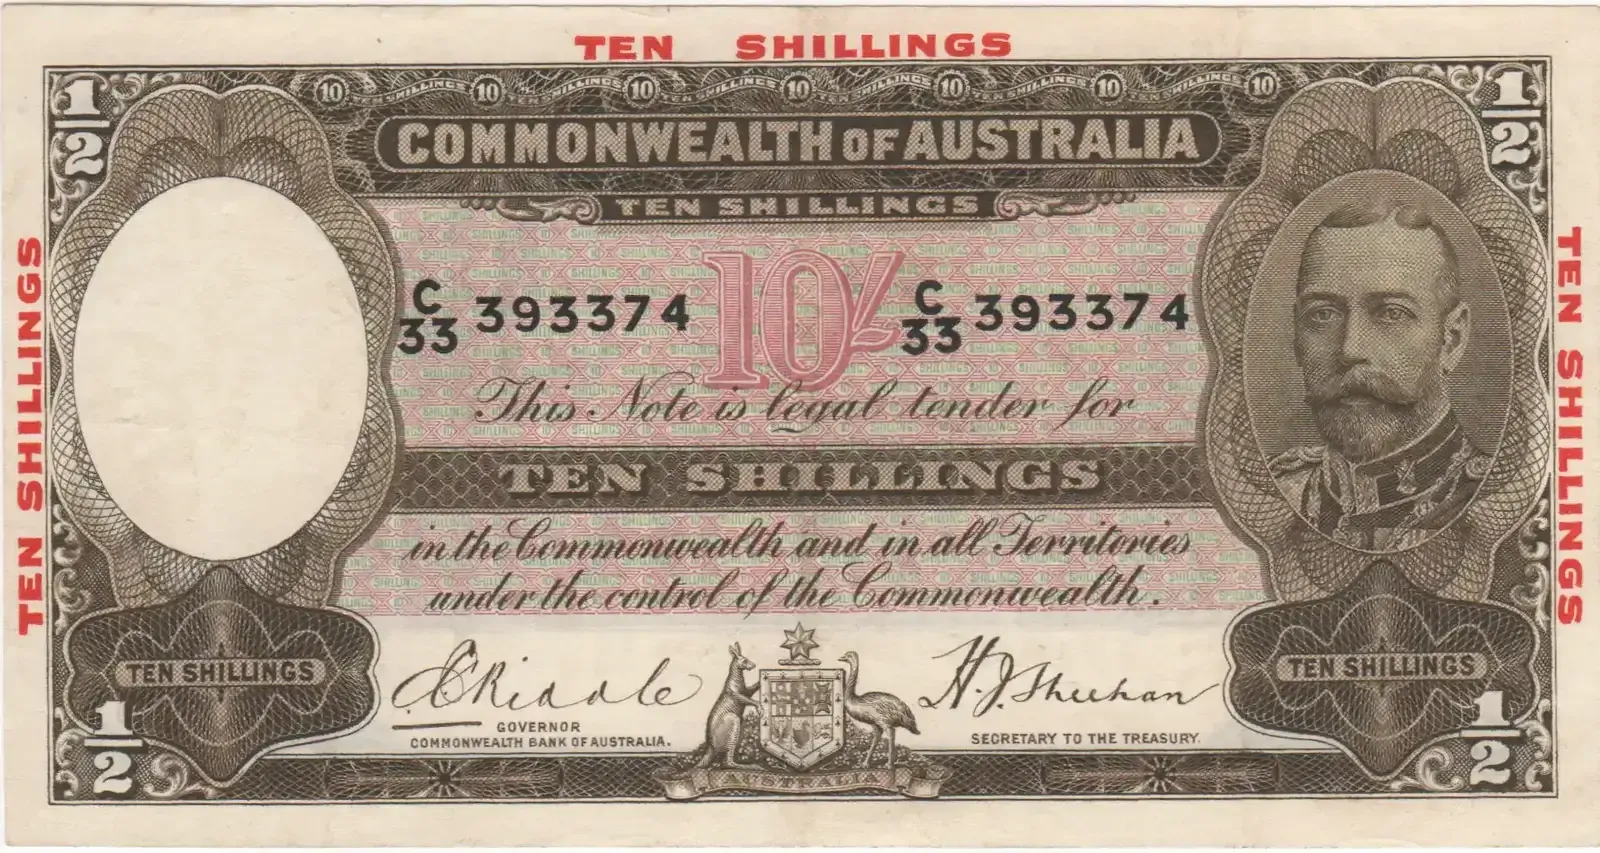 TEN SHILLINGS
10 TEN SHILLINGS 10 TEN SHILLINGS 10 TEN SHILLINGS 10 TEN SHILLINGS 10 TEN SHILLINGS 10 TEN SHILLINGS 10
1/2
1/2
COMMONWEALTH OF AUSTRALIA
TEN SHILLINGS
TEN SHILLINGS
TEN SHILLINGS
10/-
C/33 393374
C/33 393374
This Note is legal tender for
TEN SHILLINGS
in the Commonwealth and in all Territories
under the control of the Commonwealth.
TEN SHILLINGS
TEN SHILLINGS
E Riddle
H.J. Sheehan
GOVERNOR
COMMONWEALTH BANK OF AUSTRALIA.
SECRETARY TO THE TREASURY.
AUSTRALIA
1/2
1/2